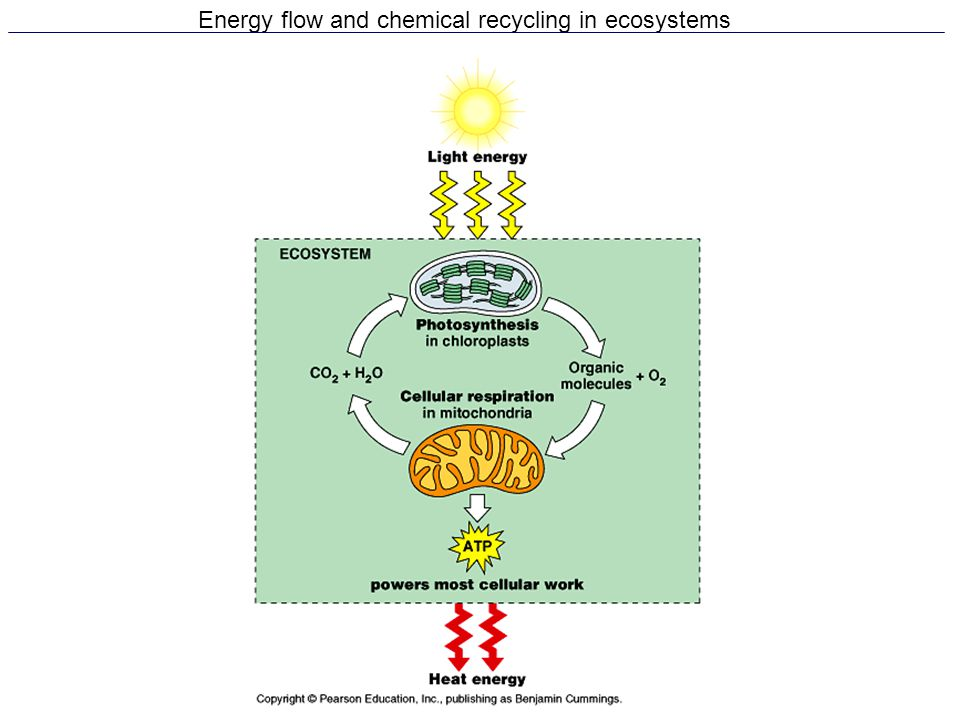 Energy flow and chemical recycling in ecosystems
Light energy
ECOSYSTEM
Photosynthesis
in chloroplasts
CO₂ + H₂O
Organic
molecules + O₂
Cellular respiration
in mitochondria
ATP
powers most cellular work
Heat energy
Copyright © Pearson Education, Inc., publishing as Benjamin Cummings.